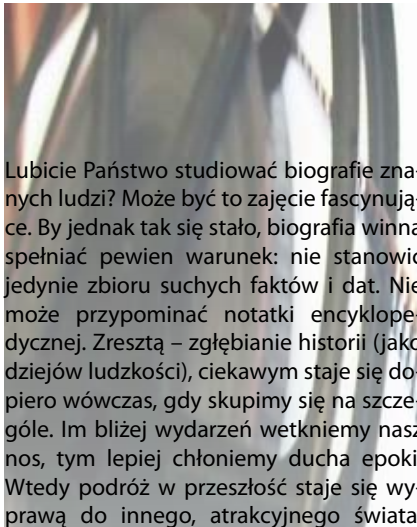 Lubicie Państwo studiować biografie zna-
nych ludzi? Może być to zajęcie fascynują-
ce. By jednak tak się stało, biografia winna
spełniać pewien warunek: nie stanowić
jedynie zbioru suchych faktów i dat. Nie
może przypominać notatki encyklope-
dycznej. Zresztą – zgłębianie historii (jako
dziejów ludzkości), ciekawym staje się do-
piero wówczas, gdy skupimy się na szcze-
góle. Im bliżej wydarzeń wetkniemy nasz
nos, tym lepiej chłoniemy ducha epoki
Wtedy podróż w przeszłość staje się wy-
prawą do innego, atrakcyjnego świata